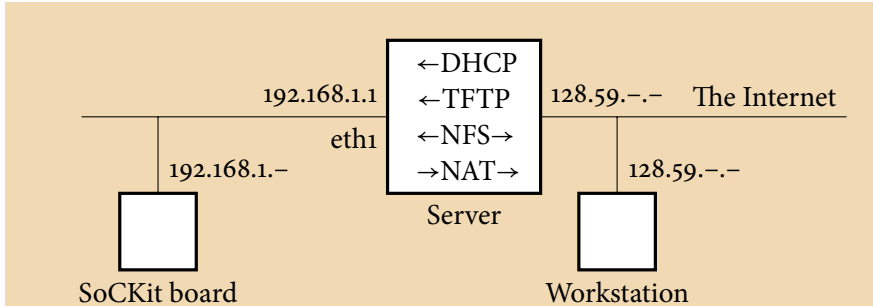 ←DHCP
192.168.1.1 ←TFTP 128.59.–.– The Internet
eth1 ←NFS→
192.168.1.– →NAT→ 128.59.–.–
Server
SoCKit board Workstation